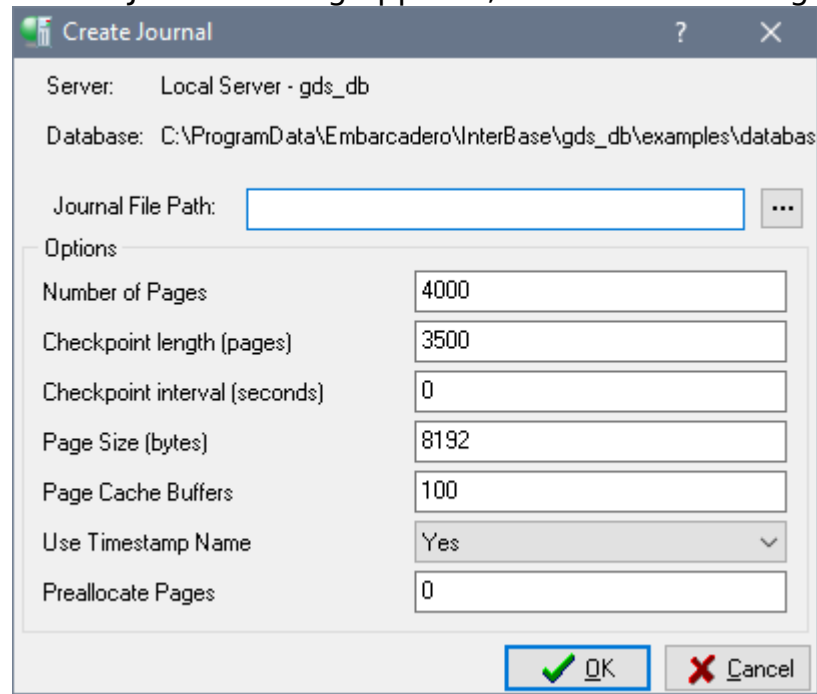 Create Journal ? ✕
Server: Local Server - gds_db
Database: C:\ProgramData\Embarcadero\InterBase\gds_db\examples\databas
Journal File Path: ...
Options
Number of Pages 4000
Checkpoint length (pages) 3500
Checkpoint interval (seconds) 0
Page Size (bytes) 8192
Page Cache Buffers 100
Use Timestamp Name Yes
Preallocate Pages 0
OK Cancel